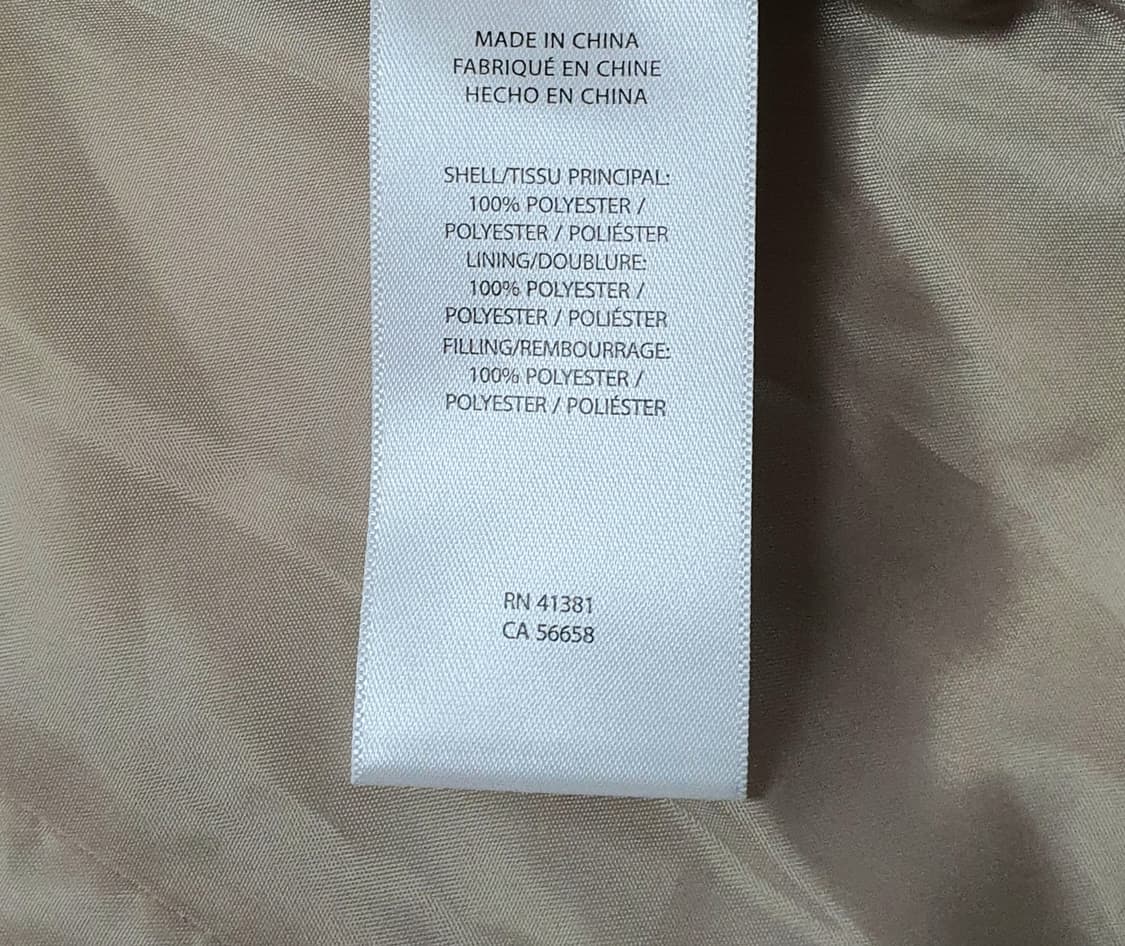 MADE IN CHINA
FABRIQUÉ EN CHINE
HECHO EN CHINA
SHELL/TISSU PRINCIPAL:
100% POLYESTER /
POLYESTER / POLIÉSTER
LINING/DOUBLURE:
100% POLYESTER /
POLYESTER / POLIÉSTER
FILLING/REMBOURRAGE:
100% POLYESTER /
POLYESTER / POLIÉSTER
RN 41381
CA 56658